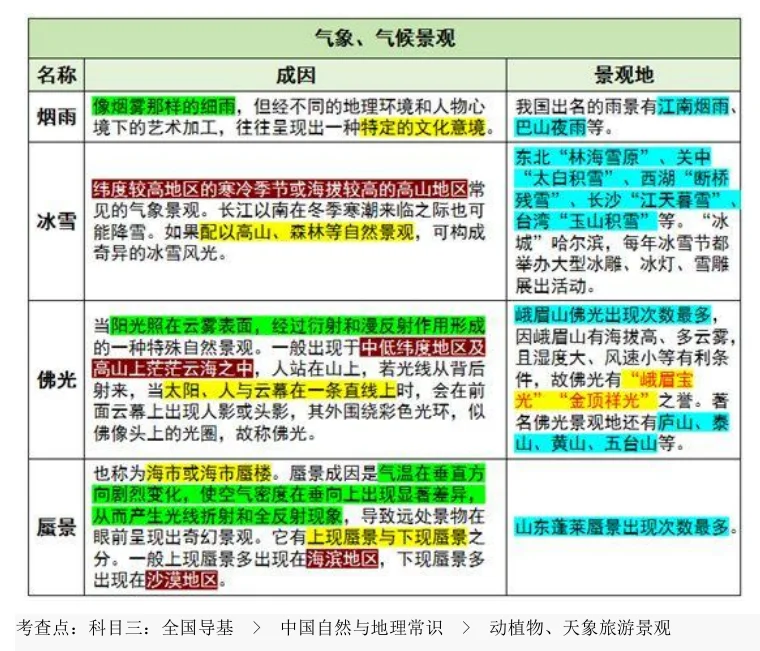 气象、气候景观
名称
成因
景观地
烟雨
像烟雾那样的细雨，但经不同的地理环境和人物心
境下的艺术加工，往往呈现出一种特定的文化意境。
我国出名的雨景有江南烟雨、
巴山夜雨等。
冰雪
纬度较高地区的寒冷季节或海拔较高的高山地区常
见的气象景观。长江以南在冬季寒潮来临之际也可
能降雪。如果配以高山、森林等自然景观，可构成
奇异的冰雪风光。
东北“林海雪原”、关中
“太白积雪”、西湖“断桥
残雪”、长沙“江天暮雪”、
台湾“玉山积雪”等。“冰
城”哈尔滨，每年冰雪节都
举办大型冰雕、冰灯、雪雕
展出活动。
佛光
当阳光照在云雾表面，经过衍射和漫反射作用形成
的一种特殊自然景观。一般出现于中低纬度地区及
高山上茫茫云海之中，人站在山上，若光线从背后
射来，当太阳、人与云幕在一条直线上时，会在前
面云幕上出现人影或头影，其外围绕彩色光环，似
佛像头上的光圈，故称佛光。
峨眉山佛光出现次数最多，
因峨眉山有海拔高、多云雾，
且湿度大、风速小等有利条
件，故佛光有“峨眉宝
光”“金顶祥光”之誉。著
名佛光景观地还有庐山、泰
山、黄山、五台山等。
蜃景
也称为海市或海市蜃楼。蜃景成因是气温在垂直方
向剧烈变化，使空气密度在垂向上出现显著差异，
从而产生光线折射和全反射现象，导致远处景物在
眼前呈现出奇幻景观。它有上现蜃景与下现蜃景之
分。一般上现蜃景多出现在海滨地区，下现蜃景多
出现在沙漠地区。
山东蓬莱蜃景出现次数最多。
考查点：科目三：全国导基 > 中国自然与地理常识 > 动植物、天象旅游景观